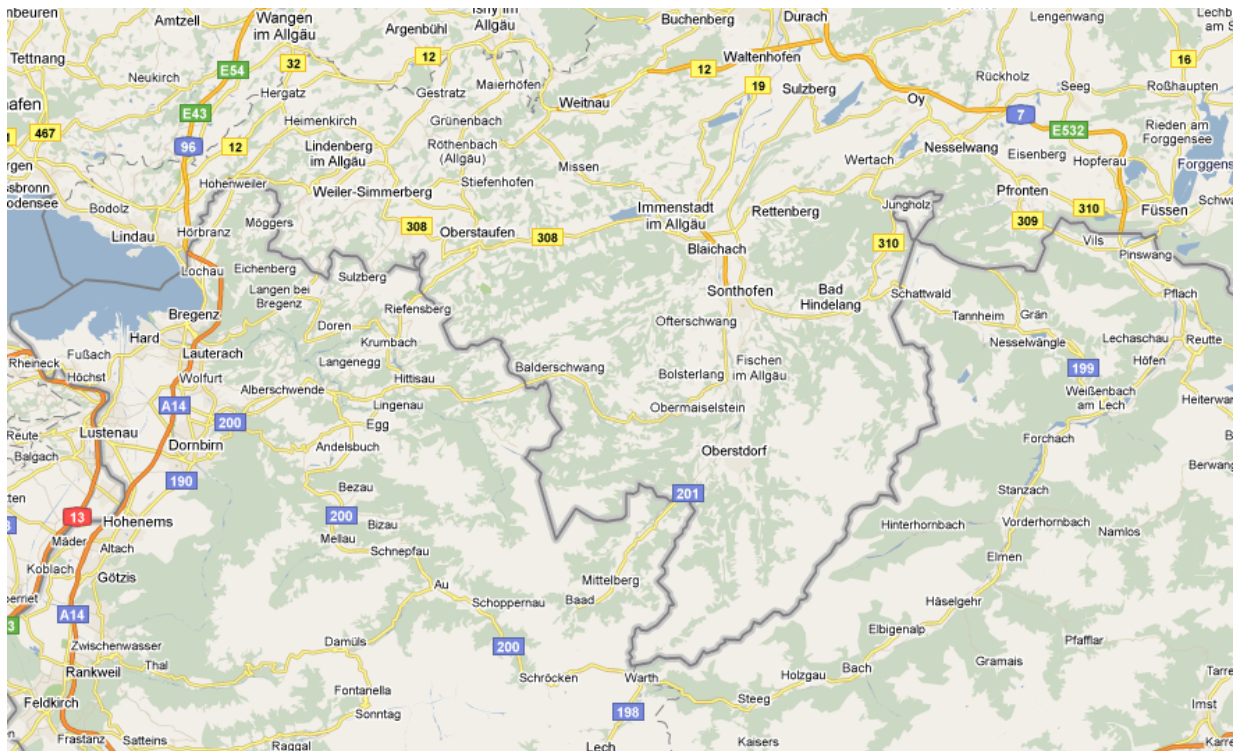 Amtzell
Wangen
im Allgäu
Argenbühl
Buchenberg
Durach
Lengenwang
Tettnang
Neukirch
E54
32
12
Maierhöfen
12
Waltenhofen
16
Hergatz
Gestratz
Weitnau
19
Sulzberg
Rückholz
Seeg
Roßhaupten
E43
Oy
7
E532
467
96
12
Heimenkirch
Grünenbach
Lindenberg
im Allgäu
Röthenbach
(Allgäu)
Missen
Wertach
Nesselwang
Eisenberg
Hopferau
Rieden am
Forggensee
Hohenweiler
Weiler-Simmerberg
Stiefenhofen
Pfronten
Bodolz
Möggers
Immenstadt
im Allgäu
Rettenberg
Jungholz
309
310
Füssen
Lindau
Hörbranz
308
Oberstaufen
308
Blaichach
310
Vils
Pinswang
Lochau
Eichenberg
Sulzberg
Langen bei
Bregenz
Riefensberg
Sonthofen
Bad
Hindelang
Schattwald
Pflach
Bregenz
Doren
Ofterschwang
Tannheim
Grän
Hard
Krumbach
Nesselwängle
Lechaschau
Reutte
Fußach
Lauterach
Langenegg
Balderschwang
Fischen
im Allgäu
Höfen
Rheineck
Höchst
Wolfurt
Alberschwende
Hittisau
Bolsterlang
199
Weißenbach
am Lech
A14
200
Lingenau
Obermaiselstein
Reute
Lustenau
Egg
Forchach
Balgach
Dornbirn
Andelsbuch
Oberstdorf
190
Bezau
201
Stanzach
13
Hohenems
200
Bizau
Hinterhornbach
Vorderhornbach
Namlos
Mäder
Altach
Mellau
Schnepfau
Elmen
Koblach
Götzis
Au
Mittelberg
A14
Schoppernau
Baad
Häselgehr
Zwischenwasser
Damüls
200
Elbigenalp
Pfafflar
Rankweil
Thal
Schröcken
Warth
Holzgau
Bach
Gramais
Feldkirch
Fontanella
Steeg
Imst
Sonntag
198
Frastanz
Satteins
Raggal
Lech
Kaisers